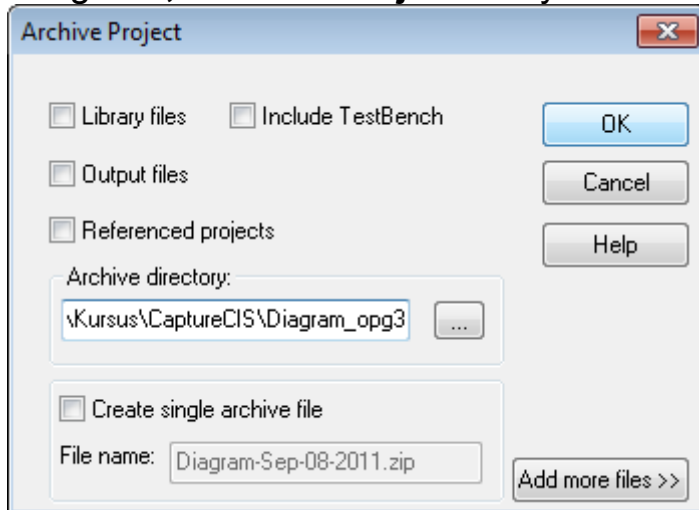 Archive Project
Library files Include TestBench
OK
Output files
Cancel
Referenced projects
Help
Archive directory:
\Kursus\CaptureCIS\Diagram_opg3 ...
Create single archive file
File name: Diagram-Sep-08-2011.zip
Add more files >>